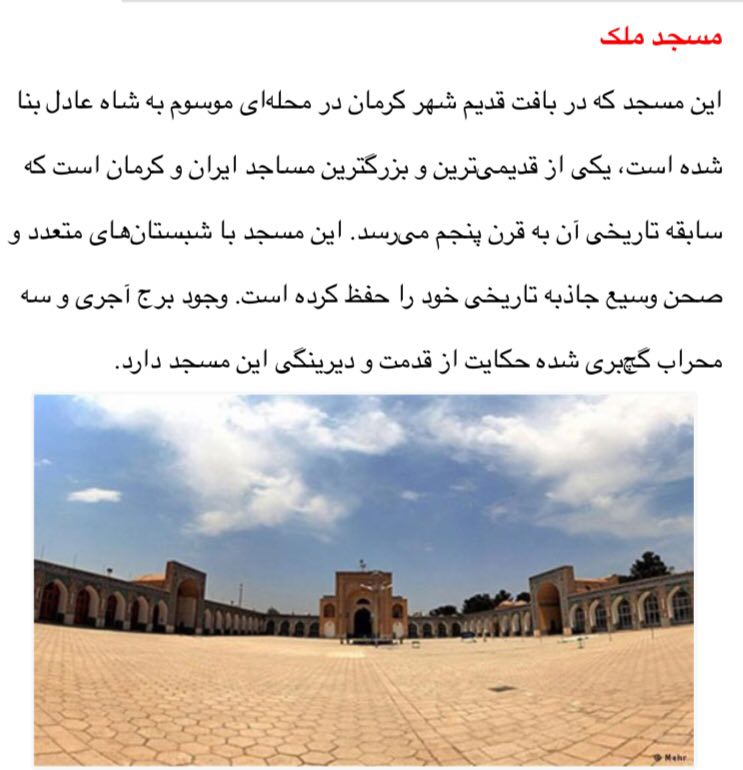 مسجد ملک
این مسجد که در بافت قدیم شهر کرمان در محله‌ای موسوم به شاه عادل بنا
شده است، یکی از قدیمی‌ترین و بزرگترین مساجد ایران و کرمان است که
سابقه تاریخی آن به قرن پنجم می‌رسد. این مسجد با شبستان‌های متعدد و
صحن وسیع جاذبه تاریخی خود را حفظ کرده است. وجود برج آجری و سه
محراب گچ‌بری شده حکایت از قدمت و دیرینگی این مسجد دارد.
© Mehr